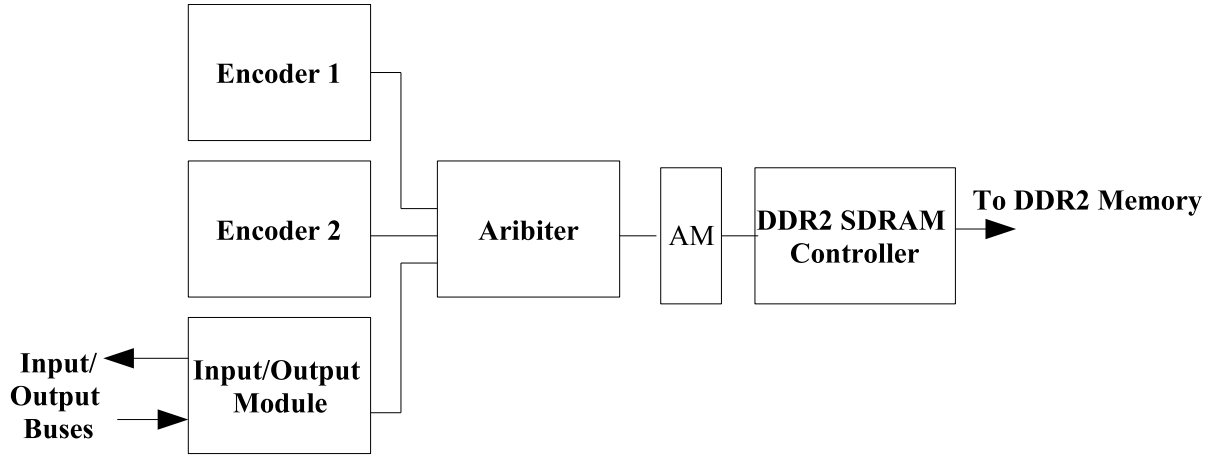 Encoder 1
Encoder 2
Input/Output
Module
Input/
Output
Buses
Aribiter
AM
DDR2 SDRAM
Controller
To DDR2 Memory